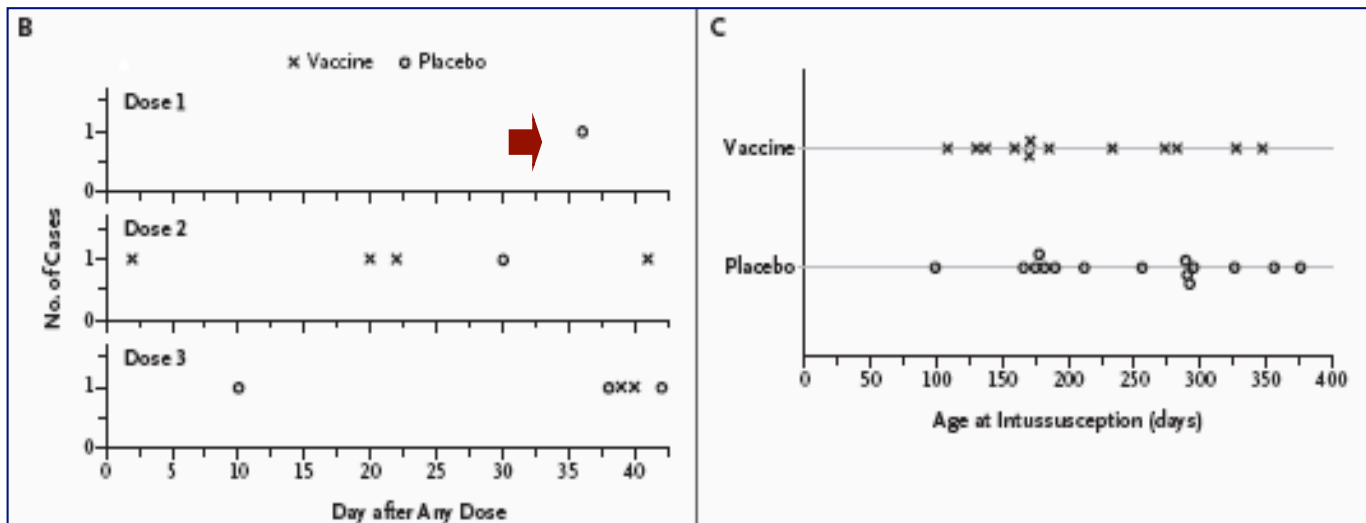 B
× Vaccine o Placebo
Dose 1
1
0
Dose 2
1
0
Dose 3
1
0
No. of Cases
0 5 10 15 20 25 30 35 40
Day after Any Dose
C
Vaccine
Placebo
0 50 100 150 200 250 300 350 400
Age at Intussusception (days)